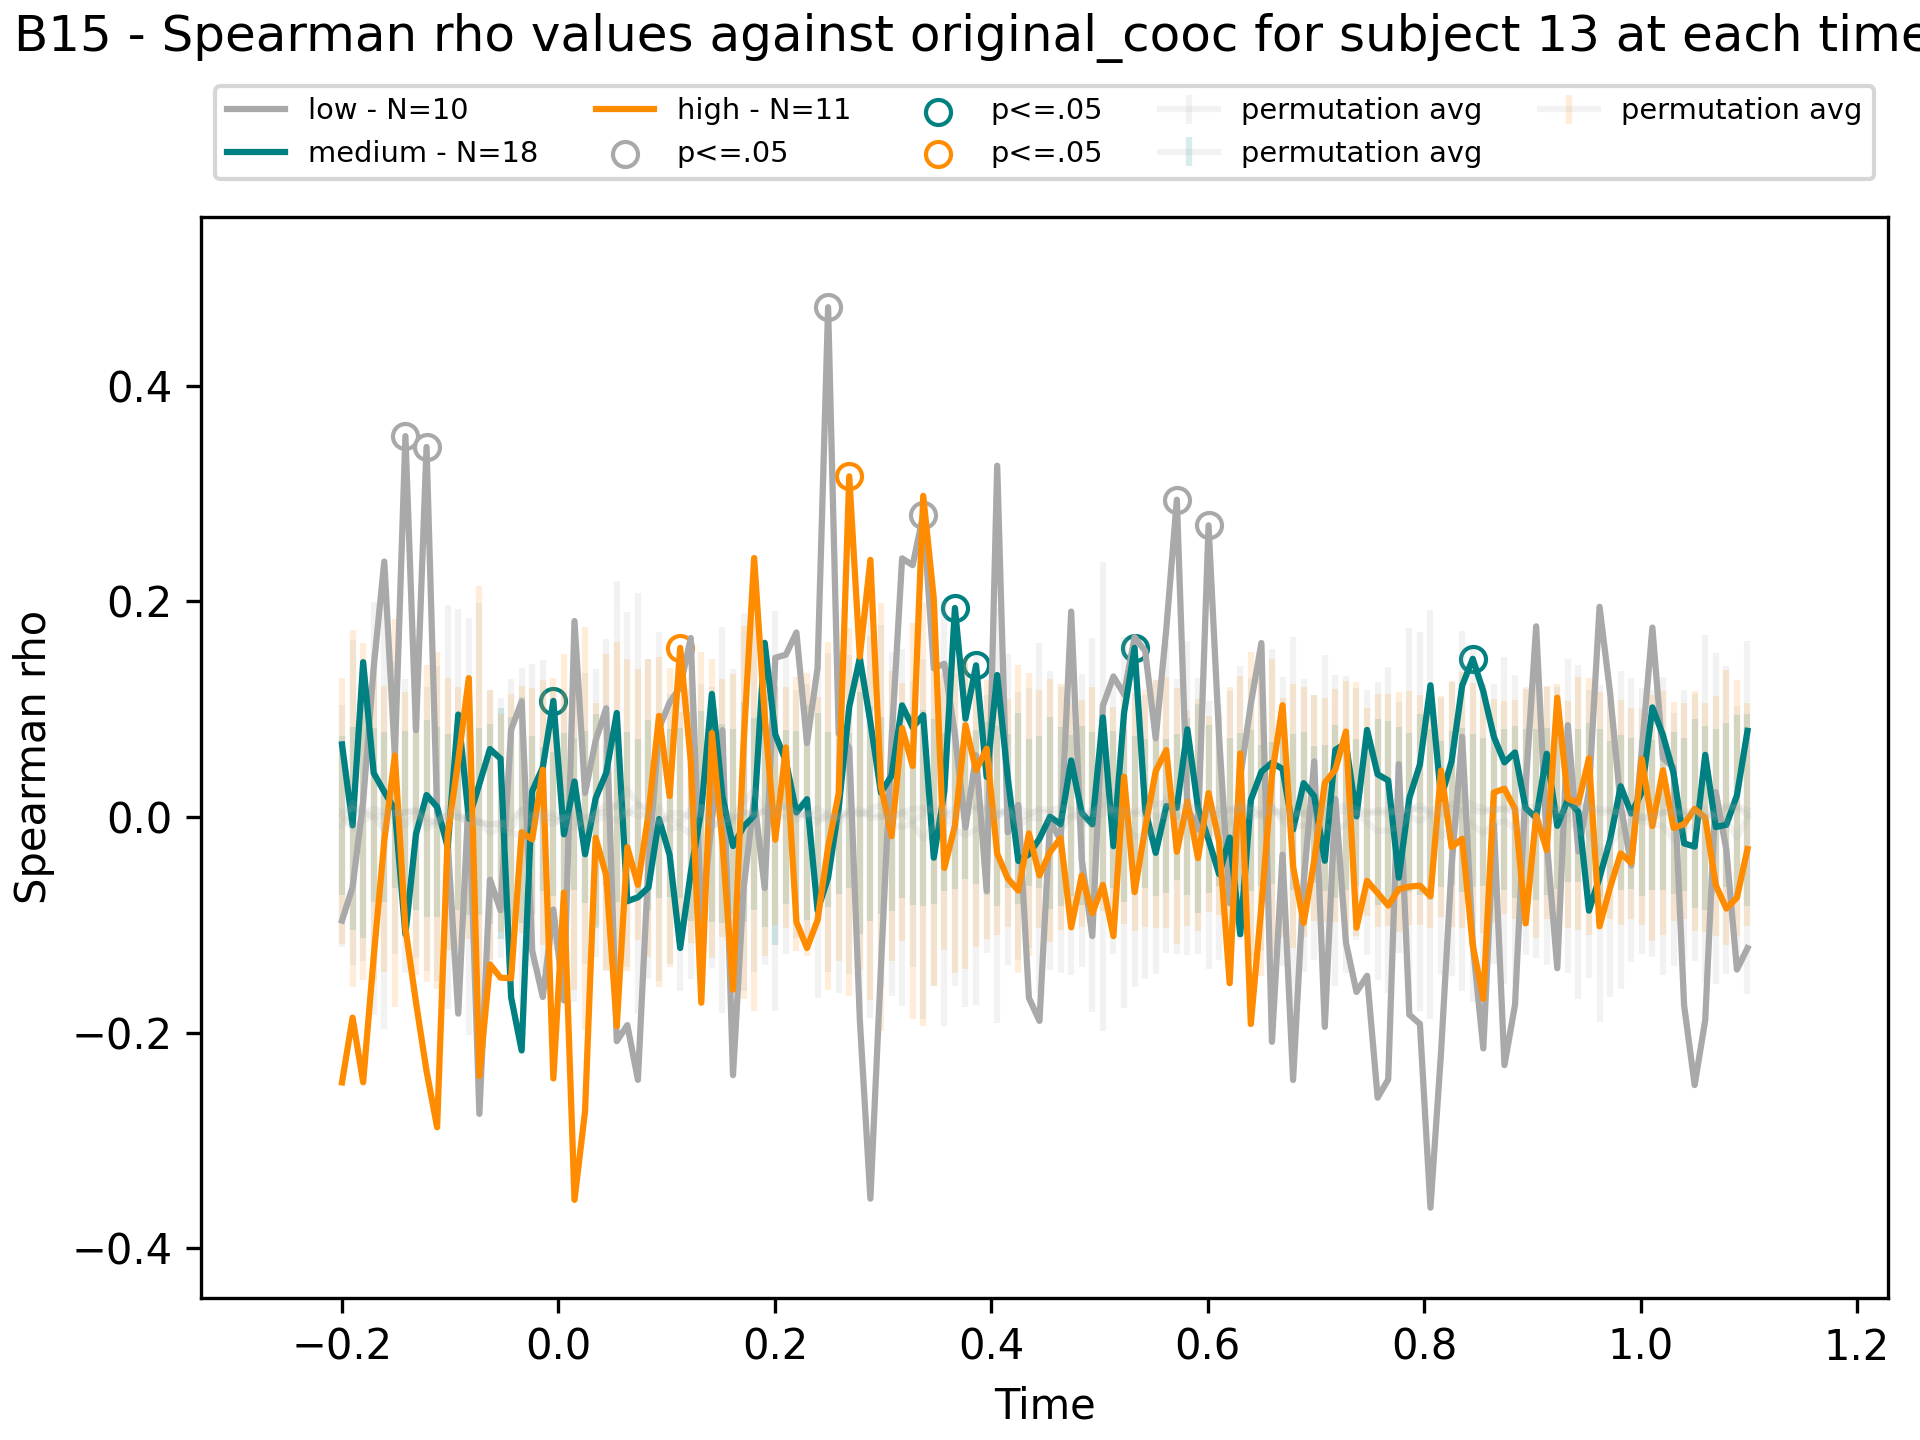 B15 - Spearman rho values against original_cooc for subject 13 at each time
low - N=10
medium - N=18
high - N=11
p<=.05
p<=.05
p<=.05
permutation avg
permutation avg
permutation avg
Spearman rho
0.4
0.2
0.0
−0.2
−0.4
−0.2 0.0 0.2 0.4 0.6 0.8 1.0 1.2
Time